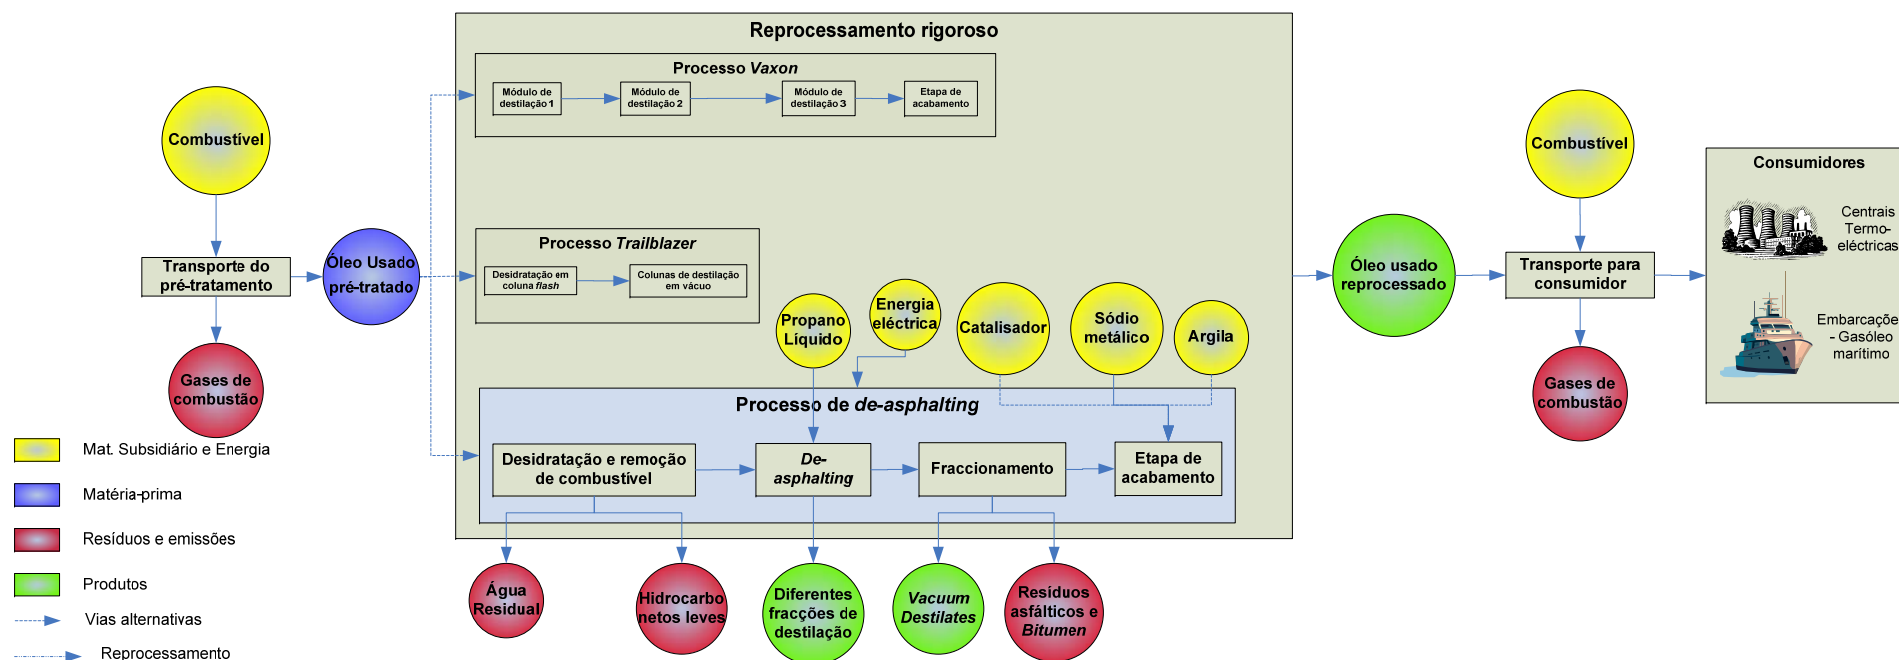 Reprocessamento rigoroso
Processo Vaxon
Módulo de
destilação 1
Módulo de
destilação 2
Módulo de
destilação 3
Etapa de
acabamento
Combustível
Transporte do
pré-tratamento
Gases de
combustão
Óleo Usado
pré-tratado
Processo Trailblazer
Desidratação em
coluna flash
Colunas de destilação
em vácuo
Propano
Líquido
Energia
eléctrica
Catalisador
Sódio
metálico
Argila
Processo de de-asphalting
Desidratação e remoção
de combustível
De-
asphalting
Fraccionamento
Etapa de
acabamento
Água
Residual
Hidrocarbo
netos leves
Diferentes
fracções de
destilação
Vacuum
Destilates
Resíduos
asfálticos e
Bitumen
Óleo usado
reprocessado
Combustível
Transporte para
consumidor
Gases de
combustão
Consumidores
Centrais
Termo-
eléctricas
Embarcaçõe
- Gasóleo
marítimo
Mat. Subsidiário e Energia
Matéria-prima
Resíduos e emissões
Produtos
Vias alternativas
Reprocessamento